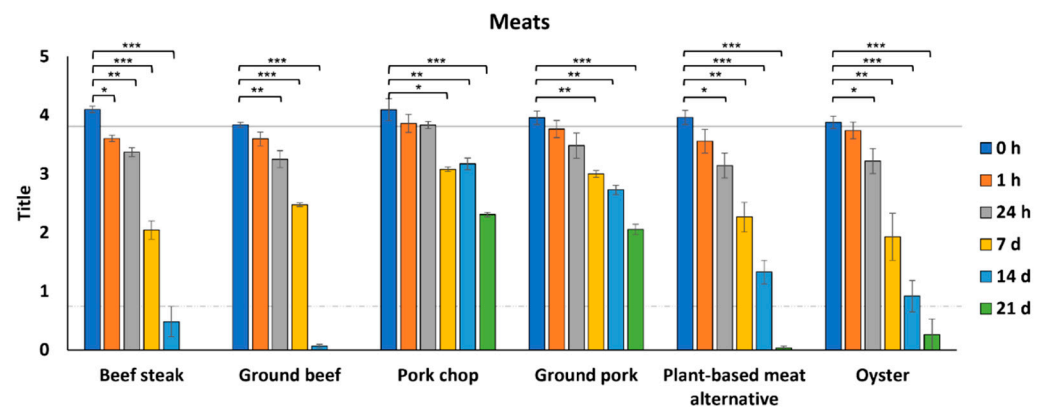 Meats
***
***
**
*
***
***
**
***
**
*
***
**
**
***
***
**
*
***
***
**
*
5
4
3
2
1
0
Title
0 h
1 h
24 h
7 d
14 d
21 d
Beef steak
Ground beef
Pork chop
Ground pork
Plant-based meat
alternative
Oyster